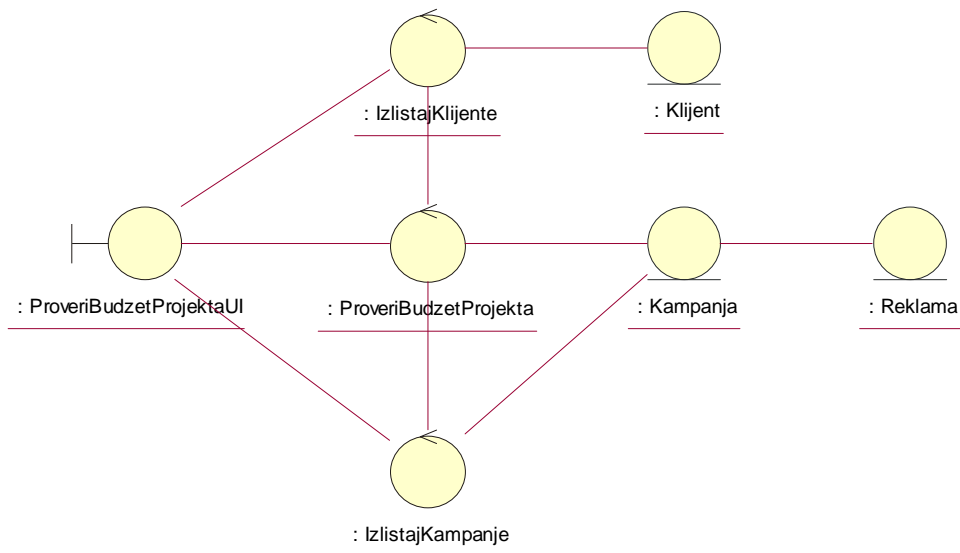 : IzlistajKlijente
: Klijent
: ProveriBudzetProjektaUI
: ProveriBudzetProjekta
: Kampanja
: Reklama
: IzlistajKampanje